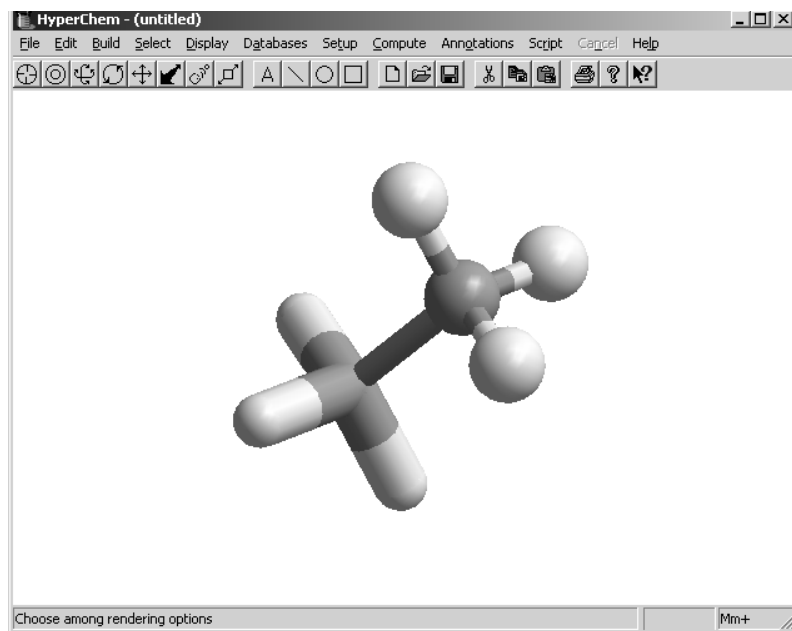 HyperChem - (untitled)
File Edit Build Select Display Databases Setup Compute Annotations Script Cancel Help
A
Choose among rendering options
Mm+